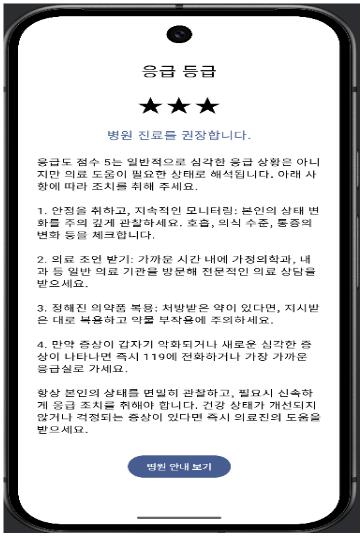 응급 등급
★★★
병원 진료를 권장합니다.
응급도 점수 5는 일반적으로 심각한 응급 상황은 아니
지만 의료 도움이 필요한 상태로 해석됩니다. 아래 사
항에 따라 조치를 취해 주세요.
1. 안정을 취하고, 지속적인 모니터링: 본인의 상태 변
화를 주의 깊게 관찰하세요. 호흡, 의식 수준, 통증의
변화 등을 체크합니다.
2. 의료 조언 받기: 가까운 시간 내에 가정의학과, 내
과 등 일반 의료 기관을 방문해 전문적인 의료 상담을
받으세요.
3. 정해진 의약품 복용: 처방받은 약이 있다면, 지시받
은 대로 복용하고 약물 부작용에 주의하세요.
4. 만약 증상이 갑자기 악화되거나 새로운 심각한 증
상이 나타나면 즉시 119에 전화하거나 가장 가까운
응급실로 가세요.
항상 본인의 상태를 면밀히 관찰하고, 필요시 신속하
게 응급 조치를 취해야 합니다. 건강 상태가 개선되지
않거나 걱정되는 증상이 있다면 즉시 의료진의 도움을
받으세요.
병원 안내 보기